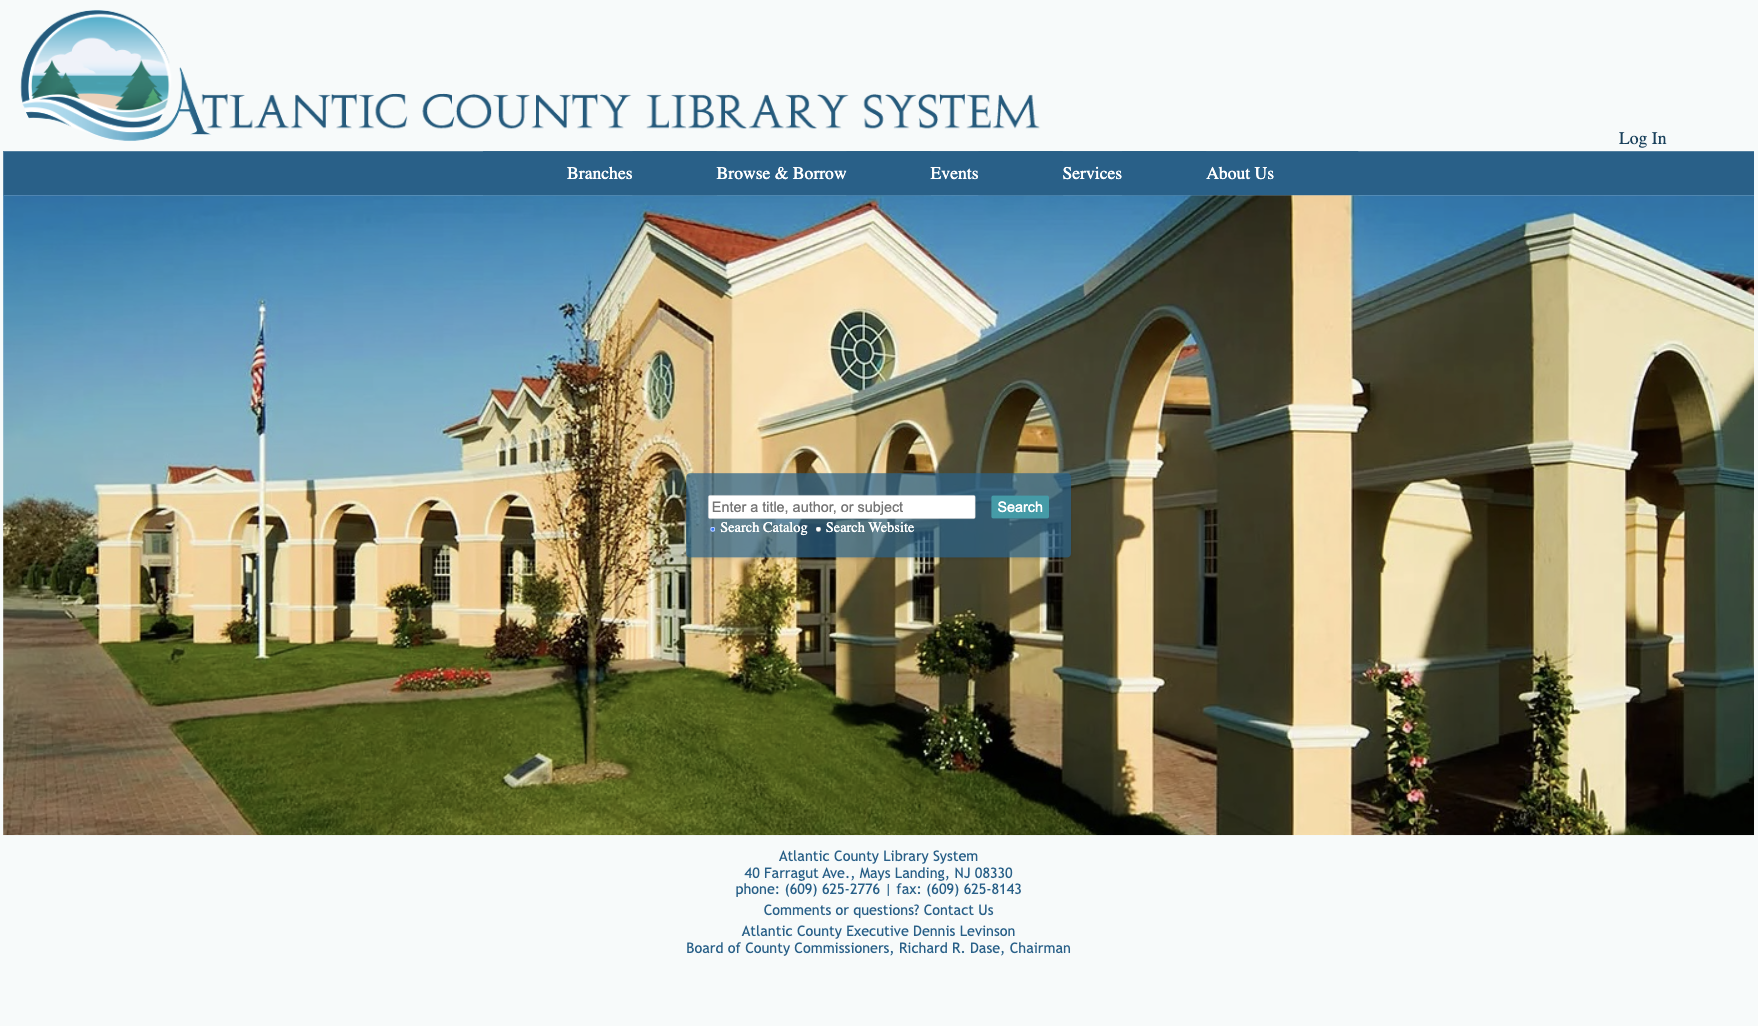 ATLANTIC COUNTY LIBRARY SYSTEM
Log In
Branches Browse & Borrow Events Services About Us
Enter a title, author, or subject Search
Search Catalog Search Website
Atlantic County Library System
40 Farragut Ave., Mays Landing, NJ 08330
phone: (609) 625-2776 | fax: (609) 625-8143
Comments or questions? Contact Us
Atlantic County Executive Dennis Levinson
Board of County Commissioners, Richard R. Dase, Chairman